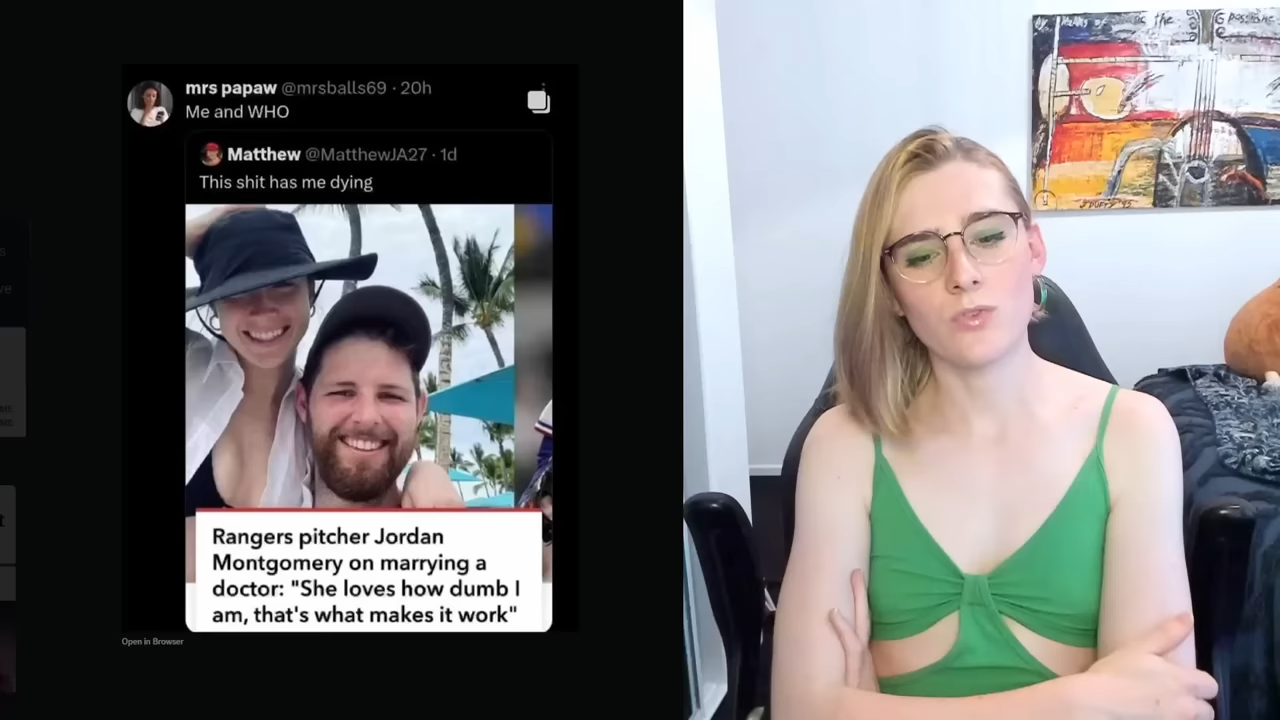 mrs papaw @mrsballs69 · 20h
Me and WHO
Matthew @MatthewJA27 · 1d
This shit has me dying
Rangers pitcher Jordan
Montgomery on marrying a
doctor: "She loves how dumb I
am, that's what makes it work"
Open in Browser